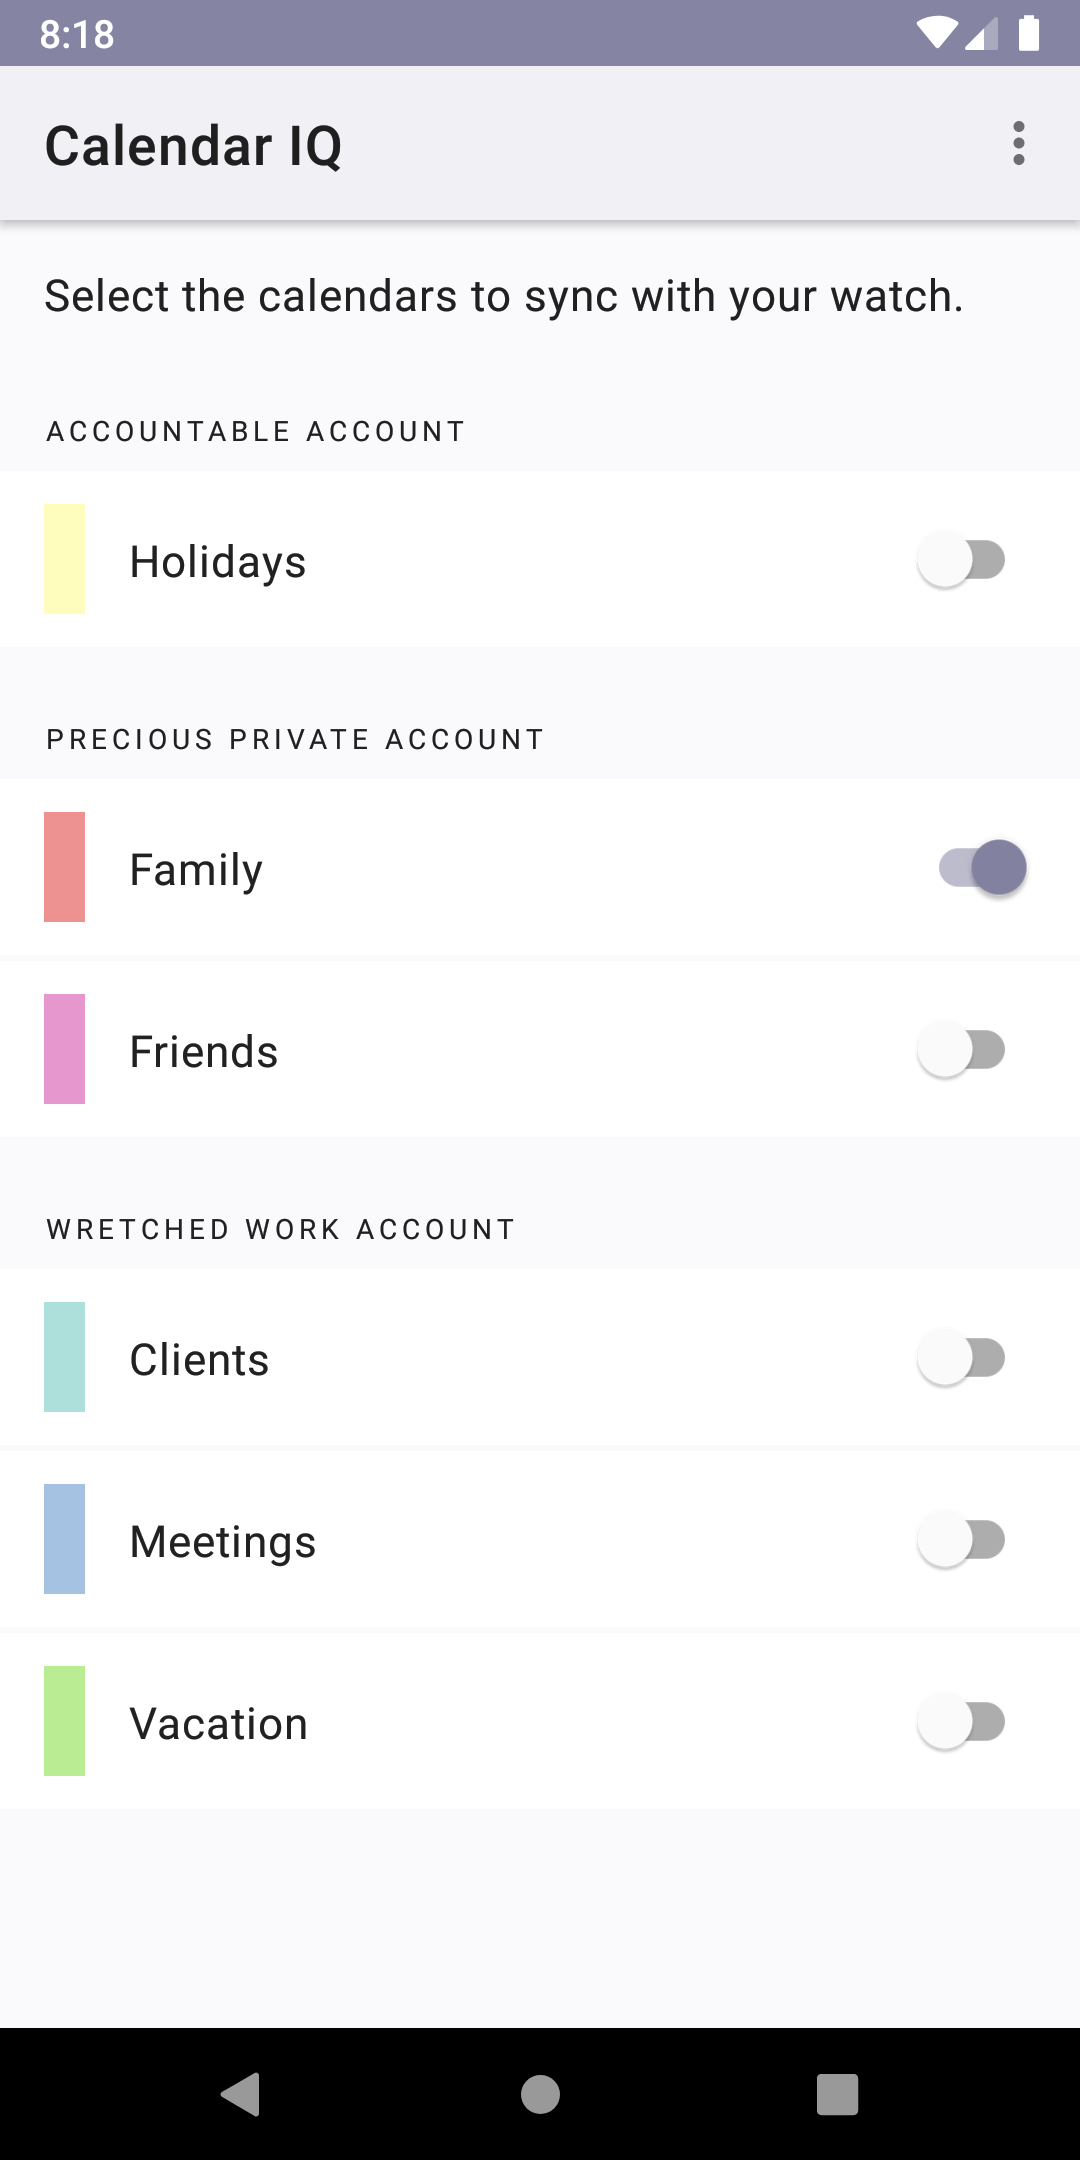 8:18
Calendar IQ
Select the calendars to sync with your watch.
ACCOUNTABLE ACCOUNT
Holidays
PRECIOUS PRIVATE ACCOUNT
Family
Friends
WRETCHED WORK ACCOUNT
Clients
Meetings
Vacation